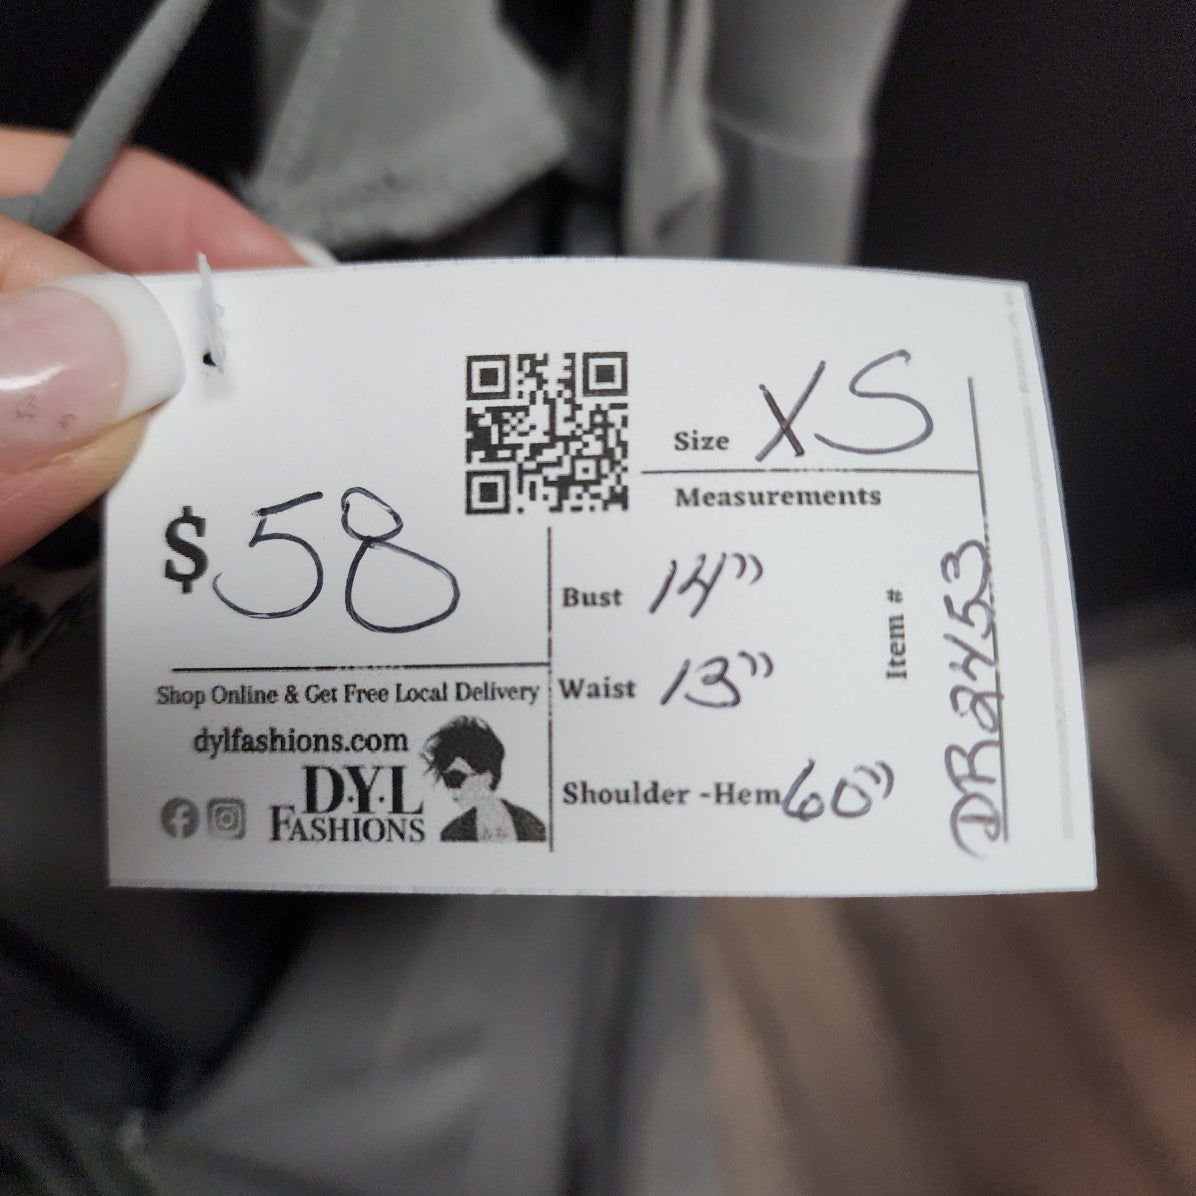 Size XS
Measurements
$58
Bust 14"
Waist 13"
Shoulder -Hem 60"
Item # DR2453
Shop Online & Get Free Local Delivery
dylfashions.com
D·Y·L
FASHIONS